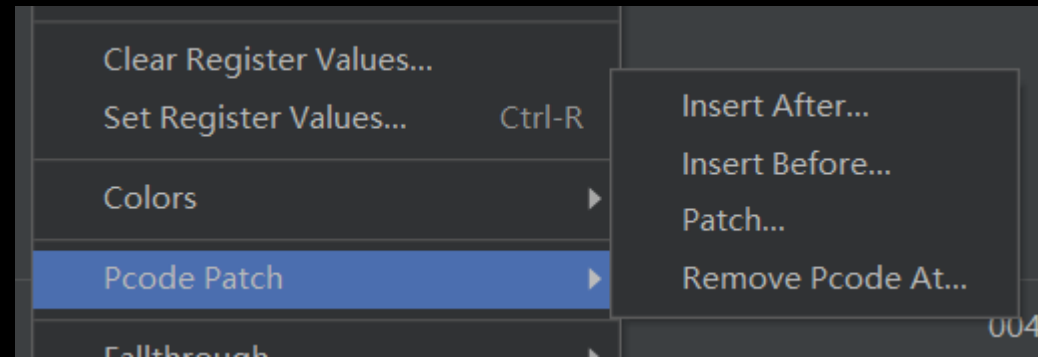 Clear Register Values...
Set Register Values... Ctrl-R
Colors
Pcode Patch
Fallthrough
Insert After...
Insert Before...
Patch...
Remove Pcode At...
004